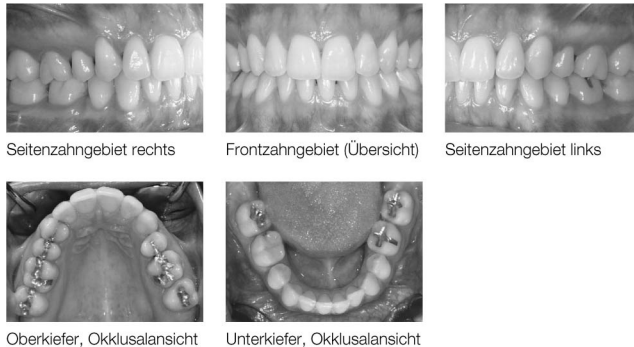 Seitenzahngebiet rechts
Frontzahngebiet (Übersicht)
Seitenzahngebiet links
Oberkiefer, Okklusalansicht
Unterkiefer, Okklusalansicht